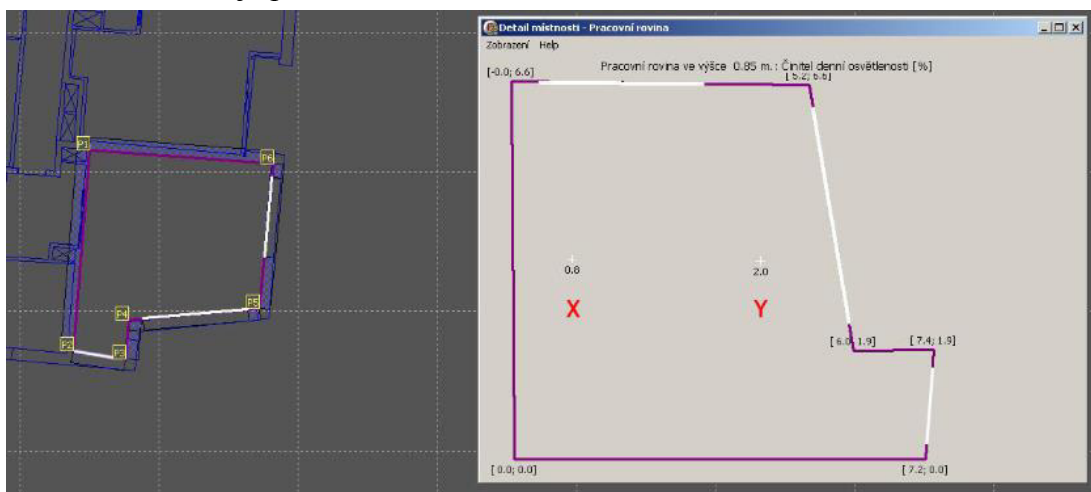 P1
P6
P5
P4
P3
P2
Detail místnosti - Pracovní rovina
Zobrazení Help
Pracovní rovina ve výšce 0.85 m. : Činitel denní osvětlenosti [%]
[-0.0; 6.6]
[ 5.2; 6.6]
0.8
2.0
X
Y
[ 6.0; 1.9]
[ 7.4; 1.9]
[ 0.0; 0.0]
[ 7.2; 0.0]